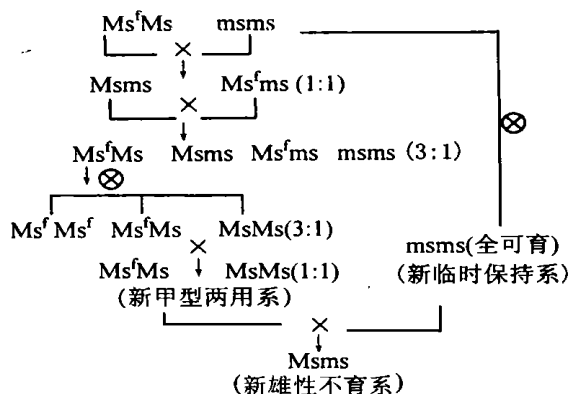 MsᶠMs msms
×
Msms × Msᶠms (1:1)
MsᶠMs Msms Msᶠms msms (3:1)
⊗ ⊗
MsᶠMsᶠ MsᶠMs MsMs(3:1)
× msms(全可育)
MsᶠMs MsMs(1:1) (新临时保持系)
(新甲型两用系)
×
Msms
(新雄性不育系)